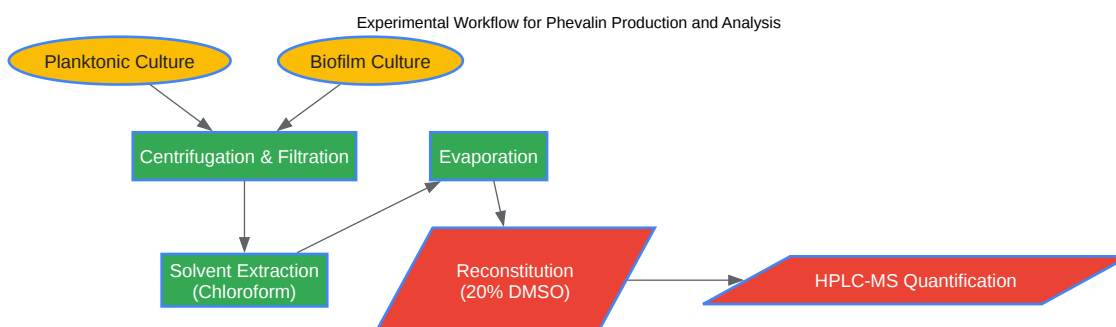 Experimental Workflow for Phevalin Production and Analysis
Planktonic Culture
Biofilm Culture
Centrifugation & Filtration
Evaporation
Solvent Extraction
(Chloroform)
Reconstitution
(20% DMSO)
HPLC-MS Quantification